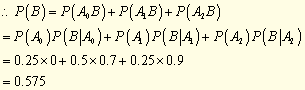 ∴ P(B) = P(A₀B) + P(A₁B) + P(A₂B)
= P(A₀)P(B|A₀) + P(A₁)P(B|A₁) + P(A₂)P(B|A₂)
= 0.25×0 + 0.5×0.7 + 0.25×0.9
= 0.575